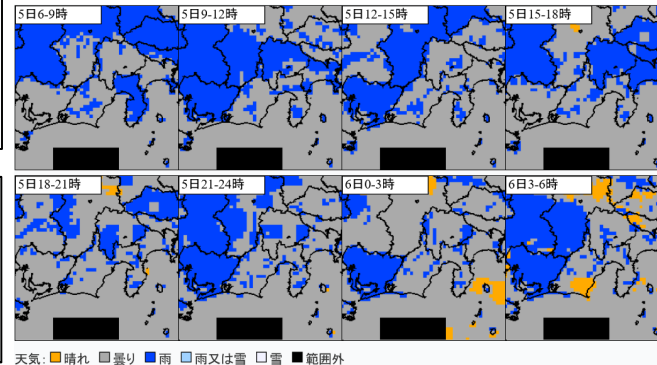 5日6-9時
5日9-12時
5日12-15時
5日15-18時
5日18-21時
5日21-24時
6日0-3時
6日3-6時
天気: 晴れ 曇り 雨 雨又は雪 雪 範囲外